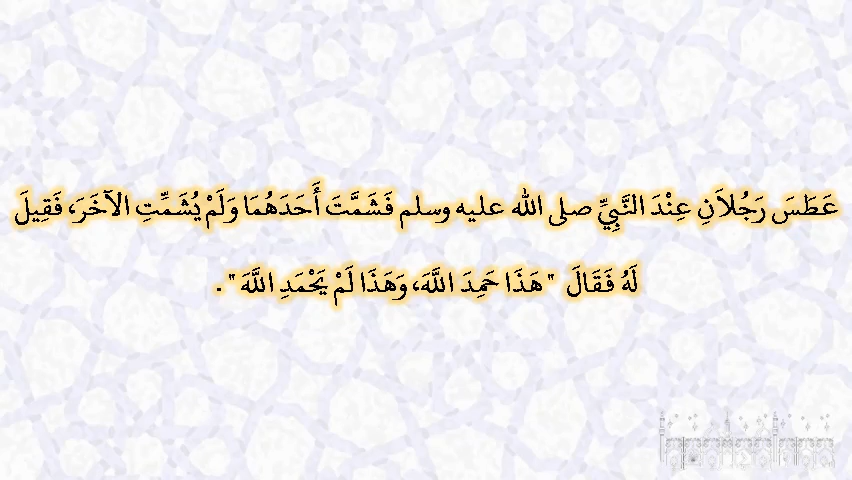 عَطَسَ رَجُلاَنِ عِنْدَ النَّبِيِّ صلى الله عليه وسلم فَشَمَّتَ أَحَدَهُمَا وَلَمْ يُشَمِّتِ الآخَرَ، فَقِيلَ
لَهُ فَقَالَ ‏ "‏ هَذَا حَمِدَ اللَّهَ، وَهَذَا لَمْ يَحْمَدِ اللَّهَ ‏"‏‏.‏